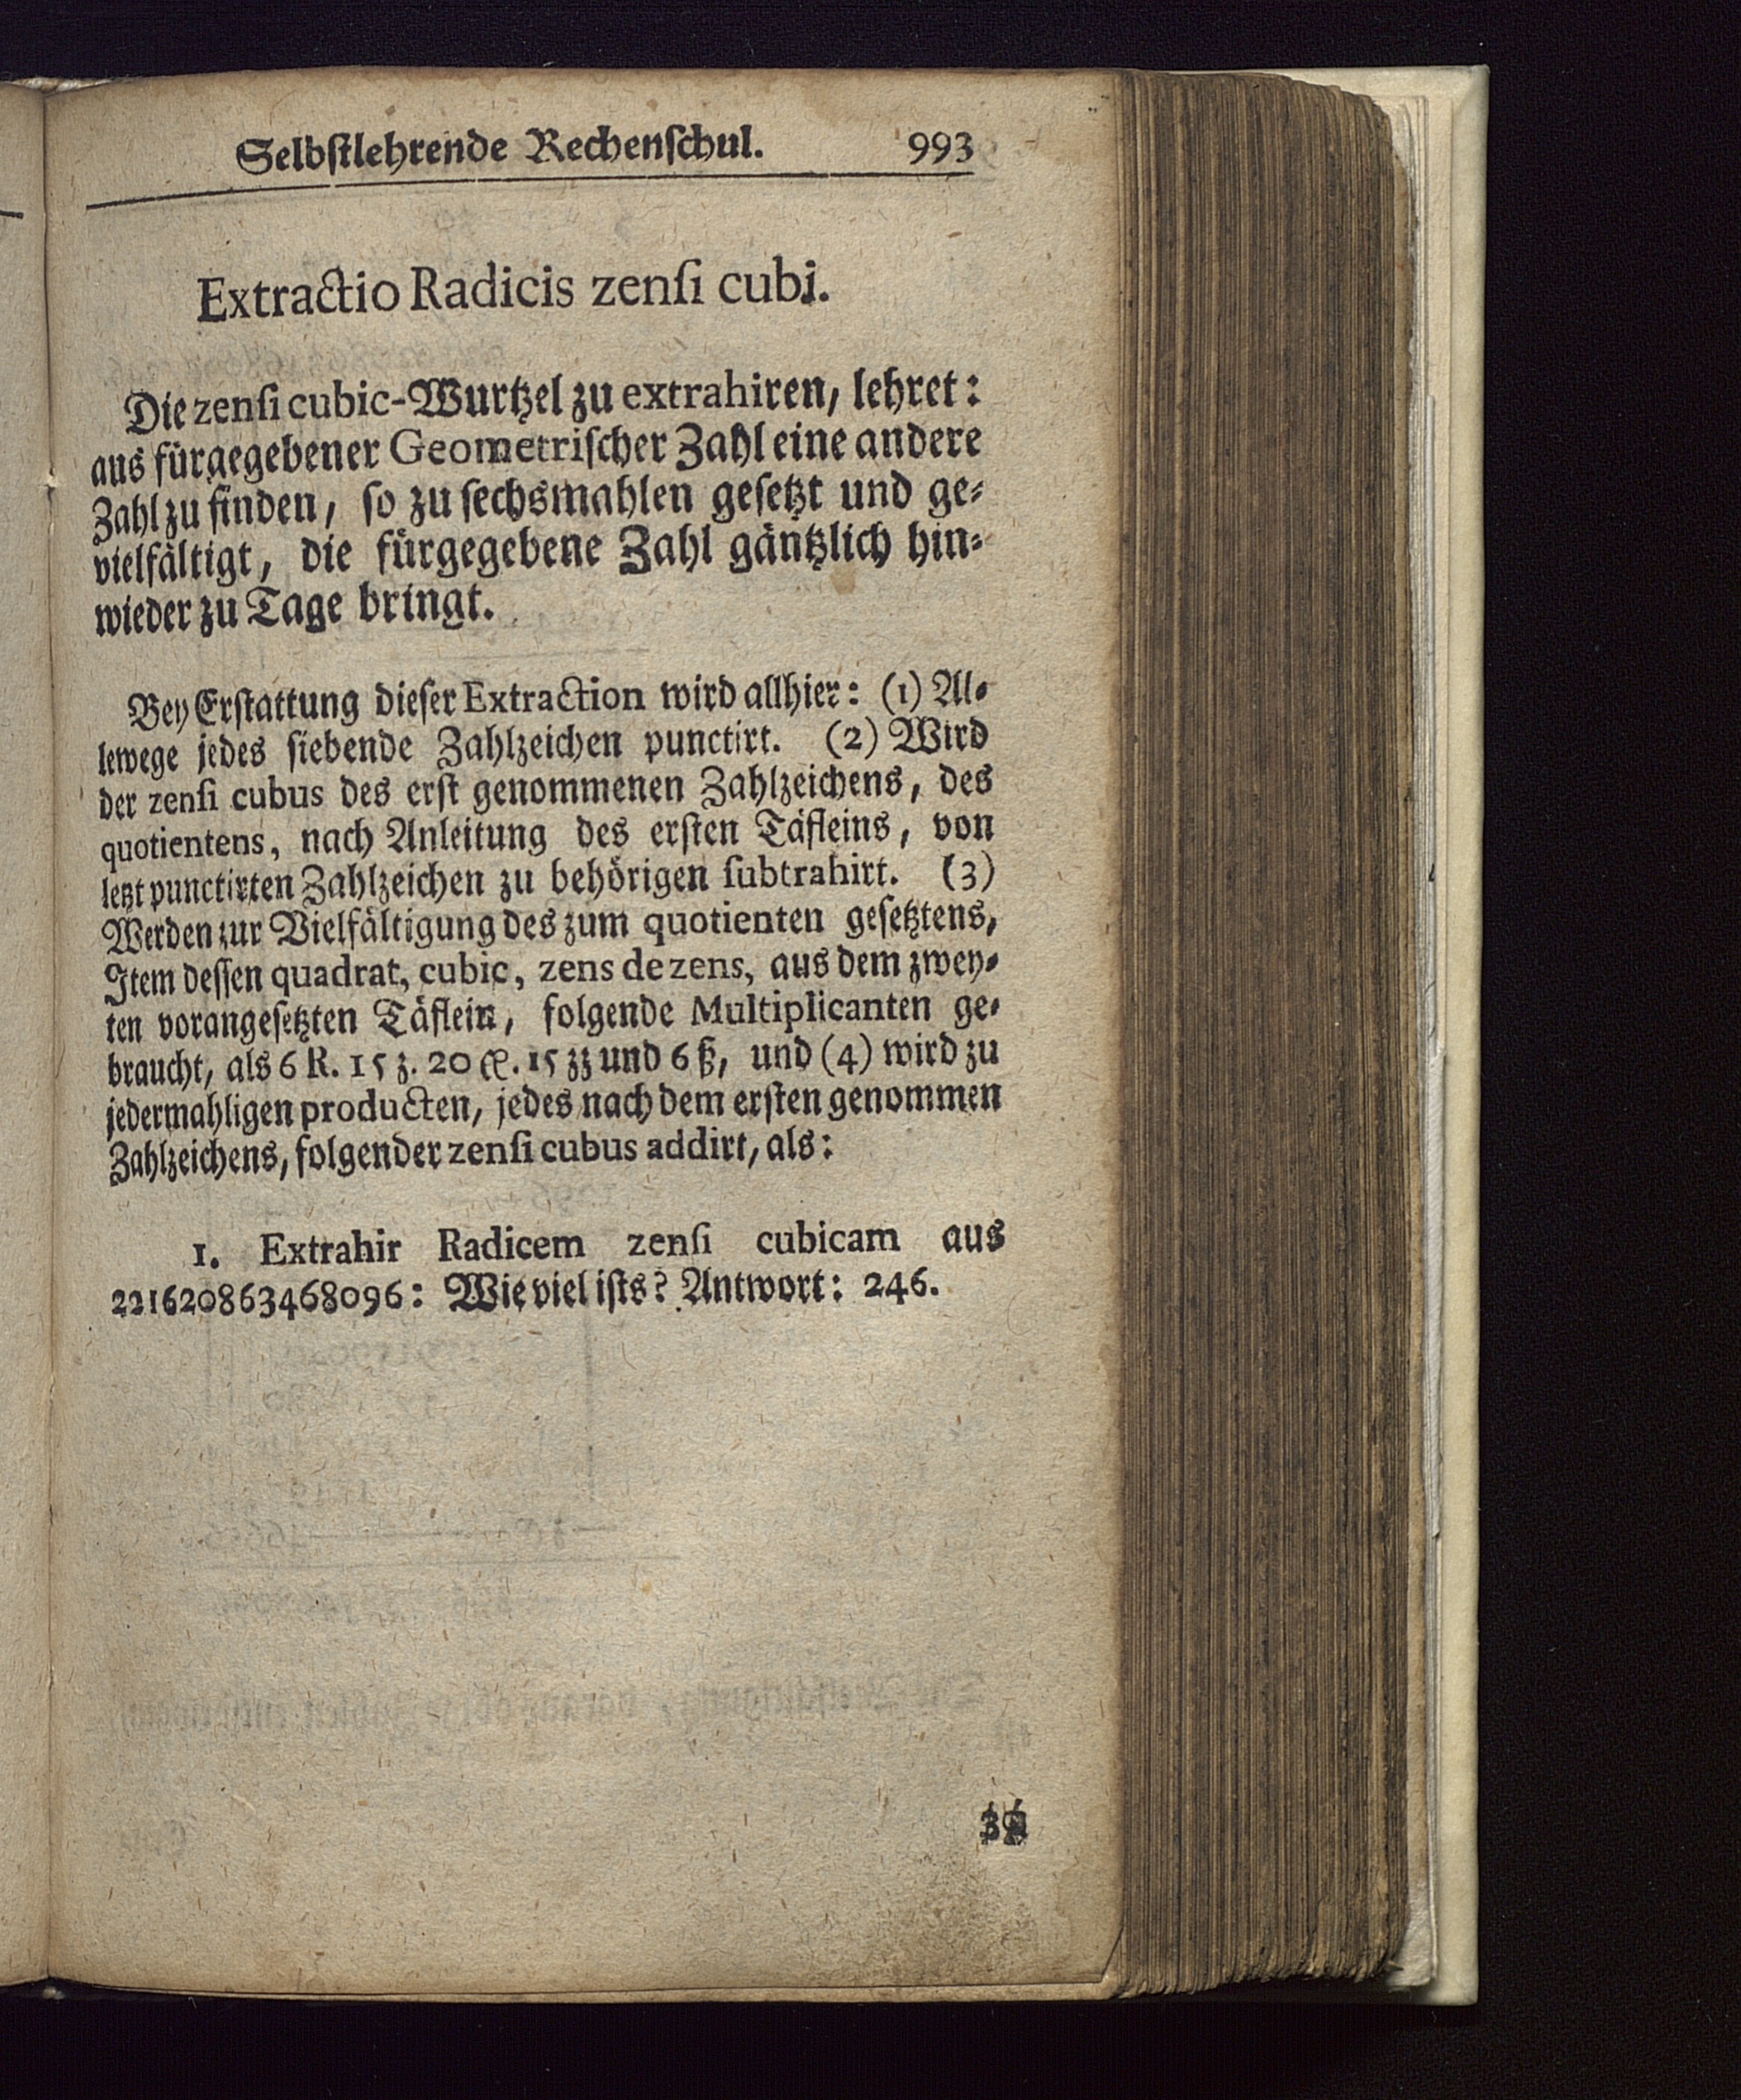 Selbstlehrende Rechenschul. 993
Extractio Radicis zensi cubi.
Die zensi cubic-Wurtzel zu extrahiren, lehret:
aus fürgegebener Geometrischer Zahl eine andere
Zahl zu finden, so zu sechsmahlen gesetzt und ge-
vielfältigt, die fürgegebene Zahl gäntzlich hin-
wieder zu Tage bringt.
Bey Erstattung dieser Extraction wird allhier: (1) Al-
lewege jedes siebende Zahlzeichen punctirt. (2) Wird
der zensi cubus des erst genommenen Zahlzeichens, des
quotientens, nach Anleitung des ersten Täfleins, von
letzt punctirten Zahlzeichen zu behörigen subtrahirt. (3)
Werden zur Vielfältigung des zum quotienten gesetztens,
Item dessen quadrat, cubic, zens de zens, aus dem zwey-
ten vorangesetzten Täflein, folgende Multiplicanten ge-
braucht, als 6 R. 15 z. 20 . 15 zz und 6 ß, und (4) wird zu
jedermahligen producten, jedes nach dem ersten genommen
Zahlzeichens, folgender zensi cubus addirt, als:
1. Extrahir Radicem zensi cubicam aus
221620863468096: Wie viel ists? Antwort: 246.